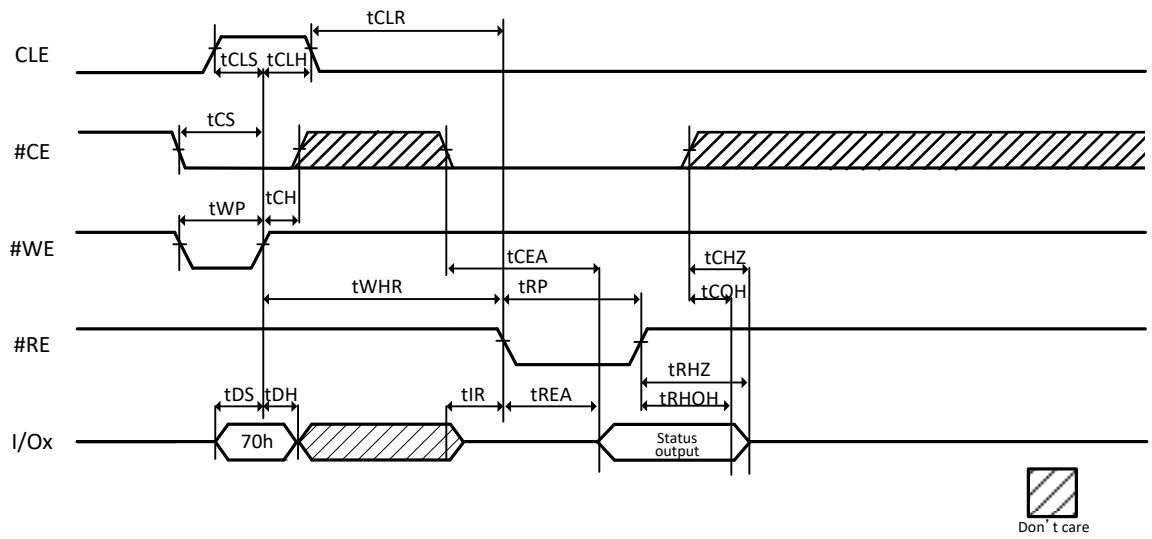 tCLR
CLE
tCLS
tCLH
tCS
#CE
tCH
tWP
#WE
tCEA
tCHZ
tWHR
tRP
tCOH
#RE
tRHZ
tDS
tDH
tIR
tREA
tRHOH
I/Ox
70h
Status
output
Don't care